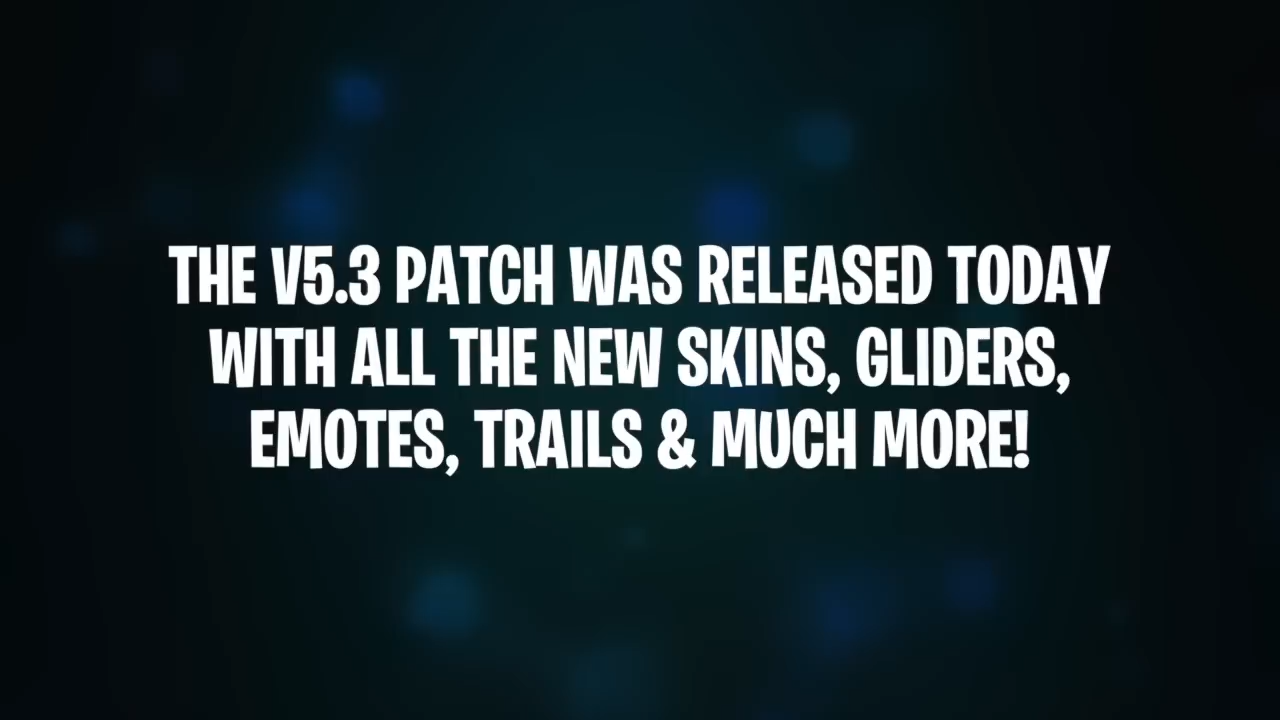 THE V5.3 PATCH WAS RELEASED TODAY
WITH ALL THE NEW SKINS, GLIDERS,
EMOTES, TRAILS & MUCH MORE!